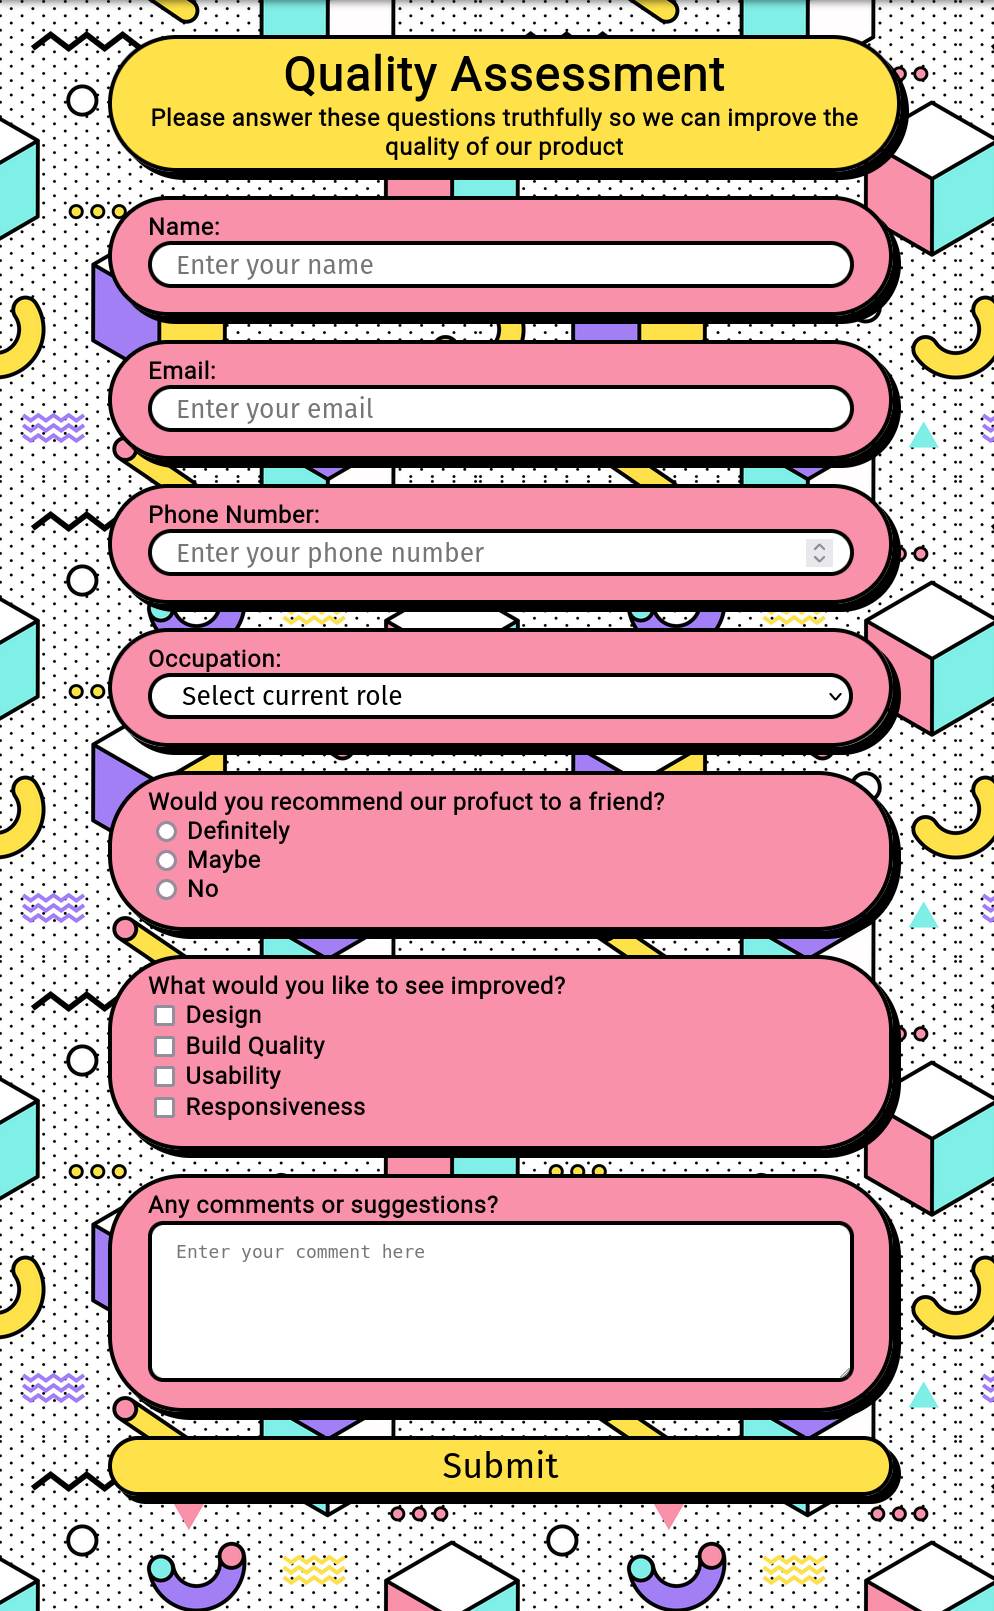 Quality Assessment
Please answer these questions truthfully so we can improve the
quality of our product
Name:
Enter your name
Email:
Enter your email
Phone Number:
Enter your phone number
Occupation:
Select current role
Would you recommend our profuct to a friend?
Definitely
Maybe
No
What would you like to see improved?
Design
Build Quality
Usability
Responsiveness
Any comments or suggestions?
Enter your comment here
Submit